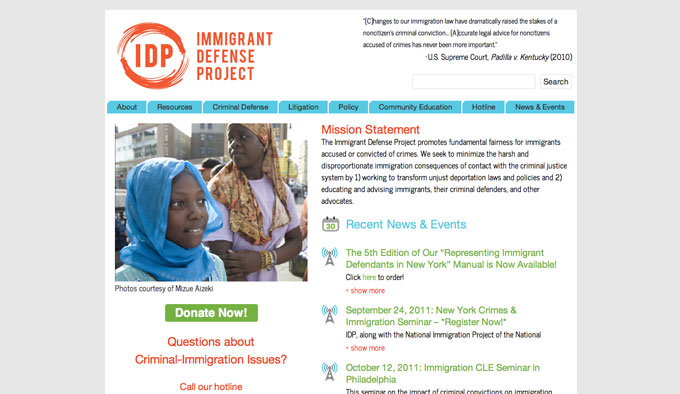 "[C]hanges to our immigration law have dramatically raised the stakes of a
noncitizen's criminal conviction... [A]ccurate legal advice for noncitizens
accused of crimes has never been more important."
-U.S. Supreme Court, Padilla v. Kentucky (2010)
IDP
IMMIGRANT
DEFENSE
PROJECT
Search
About Resources Criminal Defense Litigation Policy Community Education Hotline News & Events
Photos courtesy of Mizue Aizeki
Donate Now!
Questions about
Criminal-Immigration Issues?
Call our hotline
Mission Statement
The Immigrant Defense Project promotes fundamental fairness for immigrants
accused or convicted of crimes. We seek to minimize the harsh and
disproportionate immigration consequences of contact with the criminal justice
system by 1) working to transform unjust deportation laws and policies and 2)
educating and advising immigrants, their criminal defenders, and other
advocates.
30
Recent News & Events
The 5th Edition of Our "Representing Immigrant
Defendants in New York" Manual is Now Available!
Click here to order!
+ show more
September 24, 2011: New York Crimes &
Immigration Seminar – "Register Now!"
IDP, along with the National Immigration Project of the National
+ show more
October 12, 2011: Immigration CLE Seminar in
Philadelphia
This seminar on the impact of criminal convictions on immigration